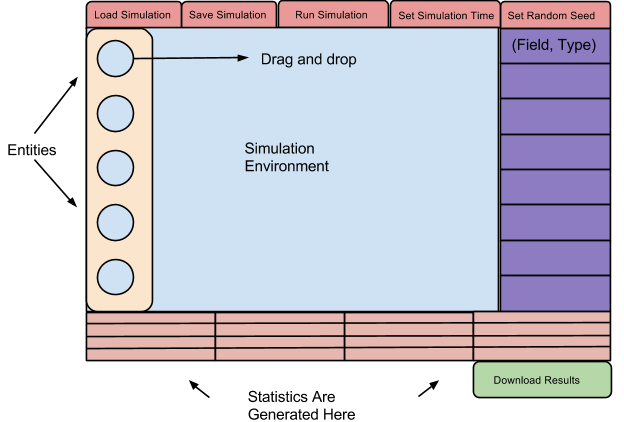 Load Simulation
Save Simulation
Run Simulation
Set Simulation Time
Set Random Seed
(Field, Type)
Drag and drop
Entities
Simulation
Environment
Statistics Are
Generated Here
Download Results